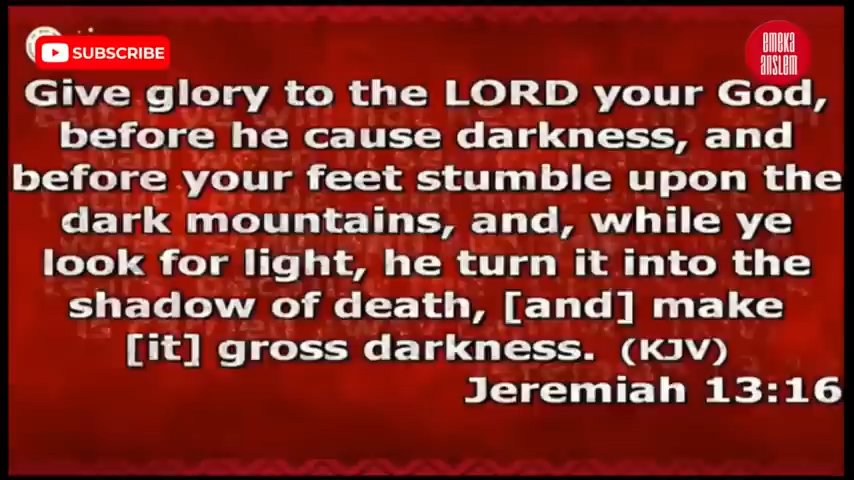 SUBSCRIBE
emeka
anslem
Give glory to the LORD your God,
before he cause darkness, and
before your feet stumble upon the
dark mountains, and, while ye
look for light, he turn it into the
shadow of death, [and] make
[it] gross darkness. (KJV)
Jeremiah 13:16